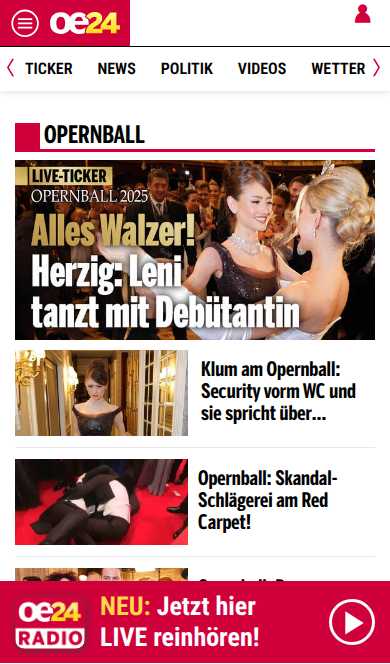 oe24
TICKER NEWS POLITIK VIDEOS WETTER
OPERNBALL
LIVE-TICKER
OPERNBALL 2025
Alles Walzer!
Herzig: Leni
tanzt mit Debütantin
Klum am Opernball:
Security vorm WC und
sie spricht über...
Opernball: Skandal-
Schlägerei am Red
Carpet!
oe24
RADIO
NEU: Jetzt hier
LIVE reinhören!